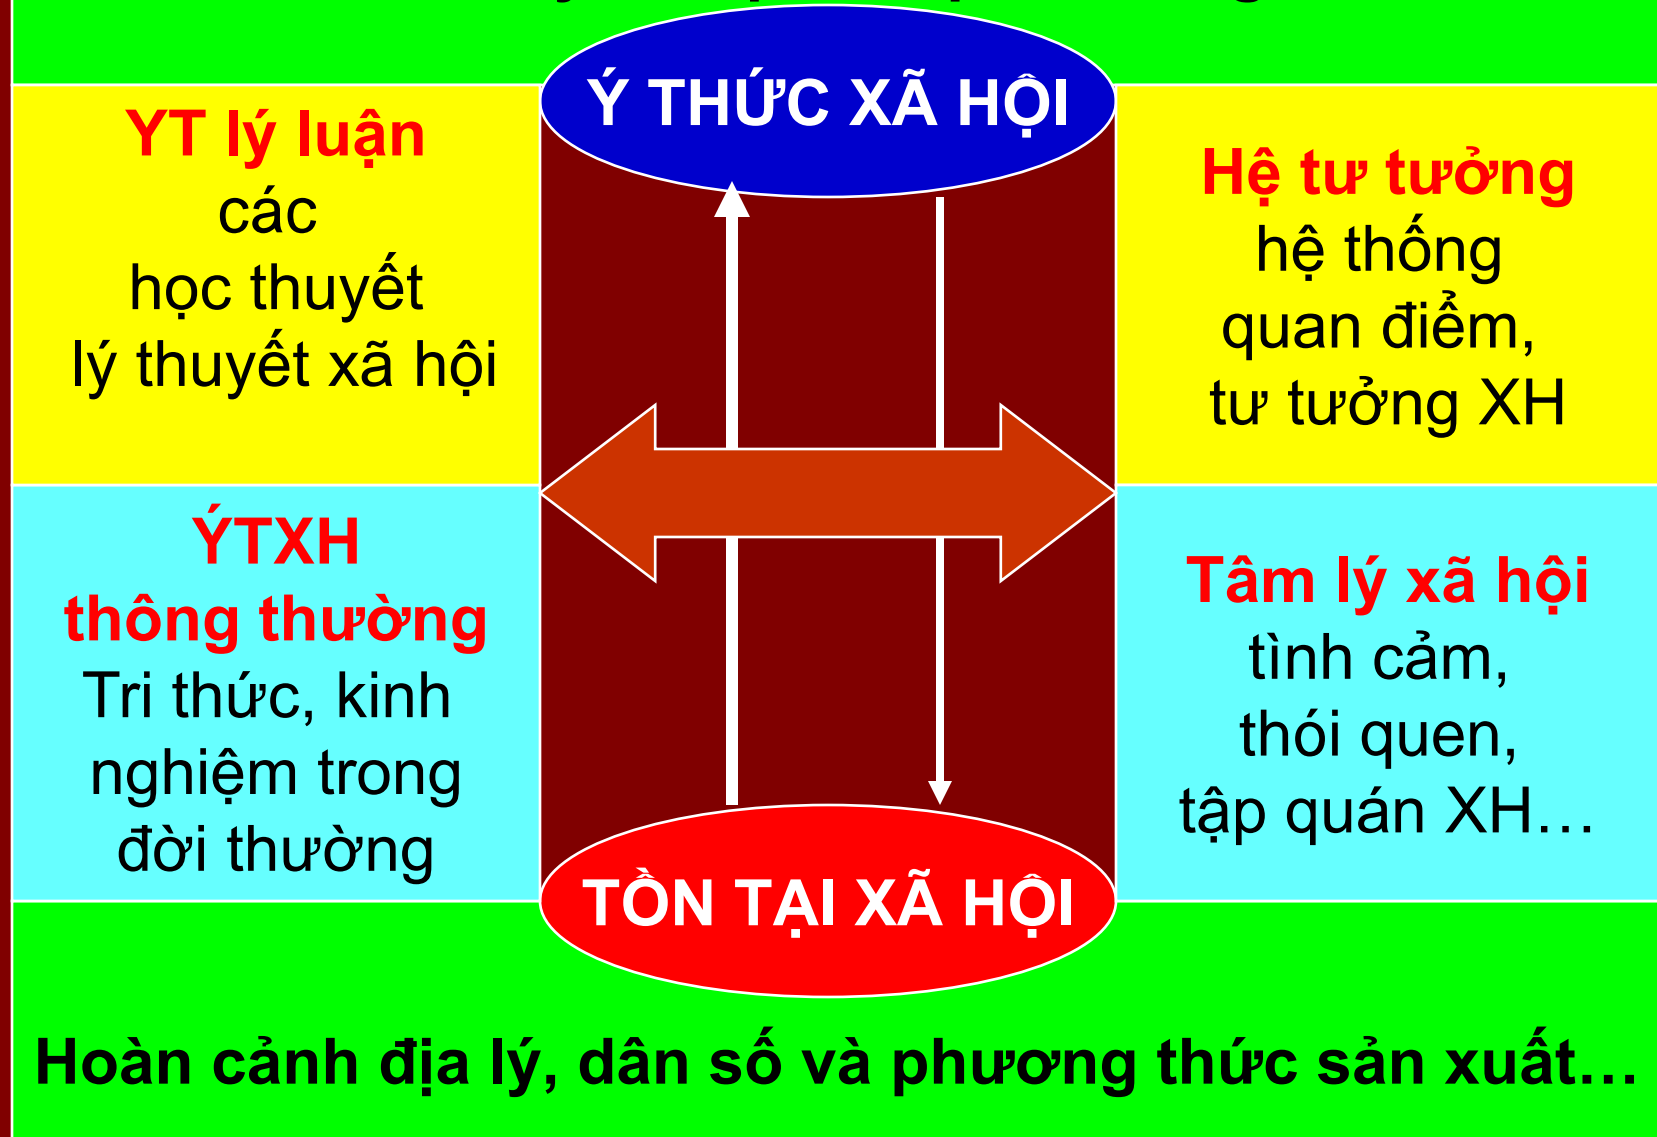 Ý THỨC XÃ HỘI
YT lý luận
các
học thuyết
lý thuyết xã hội
Hệ tư tưởng
hệ thống
quan điểm,
tư tưởng XH
ÝTXH
thông thường
Tri thức, kinh
nghiệm trong
đời thường
Tâm lý xã hội
tình cảm,
thói quen,
tập quán XH…
TỒN TẠI XÃ HỘI
Hoàn cảnh địa lý, dân số và phương thức sản xuất…